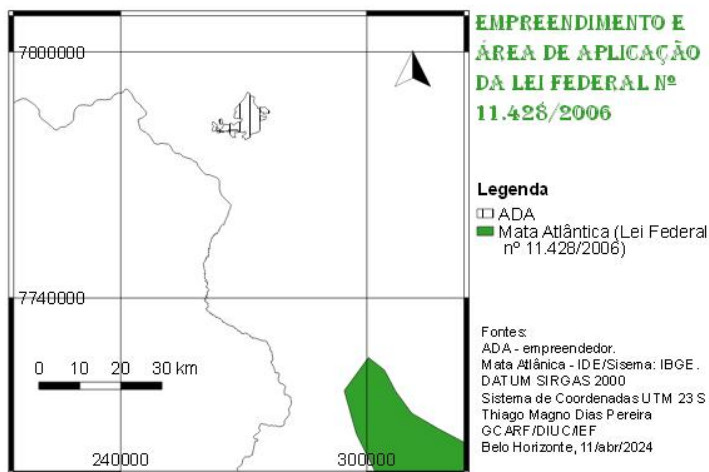 EMPREENDIMENTO E
ÁREA DE APLICAÇÃO
DA LEI FEDERAL Nº
11.428/2006
7800000
7740000
0 10 20 30 km
240000
300000
Legenda
ADA
Mata Atlântica (Lei Federal
nº 11.428/2006)
Fontes:
ADA - empreendedor.
Mata Atlânica - IDE/Sisema: IBGE.
DATUM SIRGAS 2000
Sistema de Coordenadas UTM 23 S
Thiago Magno Dias Pereira
GCARF/DIUC/IEF
Belo Horizonte, 11/abr/2024